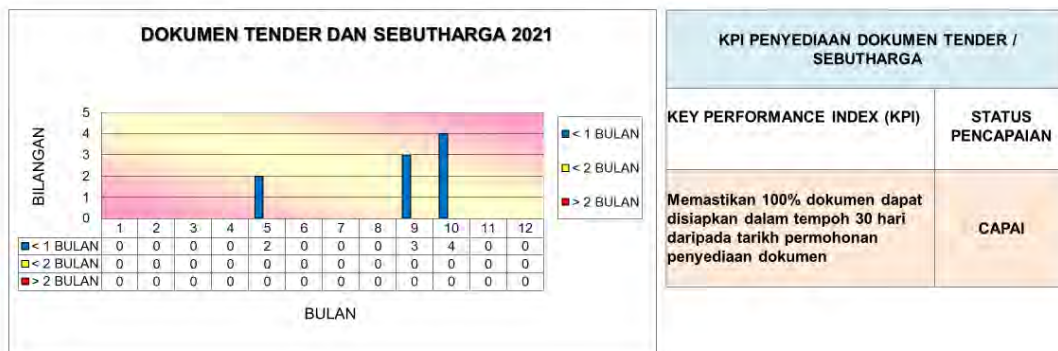 DOKUMEN TENDER DAN SEBUTHARGA 2021
BILANGAN
5
4
3
2
1
0
1 2 3 4 5 6 7 8 9 10 11 12
< 1 BULAN 0 0 0 0 2 0 0 0 3 4 0 0
< 2 BULAN 0 0 0 0 0 0 0 0 0 0 0 0
> 2 BULAN 0 0 0 0 0 0 0 0 0 0 0 0
BULAN
< 1 BULAN
< 2 BULAN
> 2 BULAN
KPI PENYEDIAAN DOKUMEN TENDER /
SEBUTHARGA
KEY PERFORMANCE INDEX (KPI)
STATUS
PENCAPAIAN
Memastikan 100% dokumen dapat
disiapkan dalam tempoh 30 hari
daripada tarikh permohonan
penyediaan dokumen
CAPAI